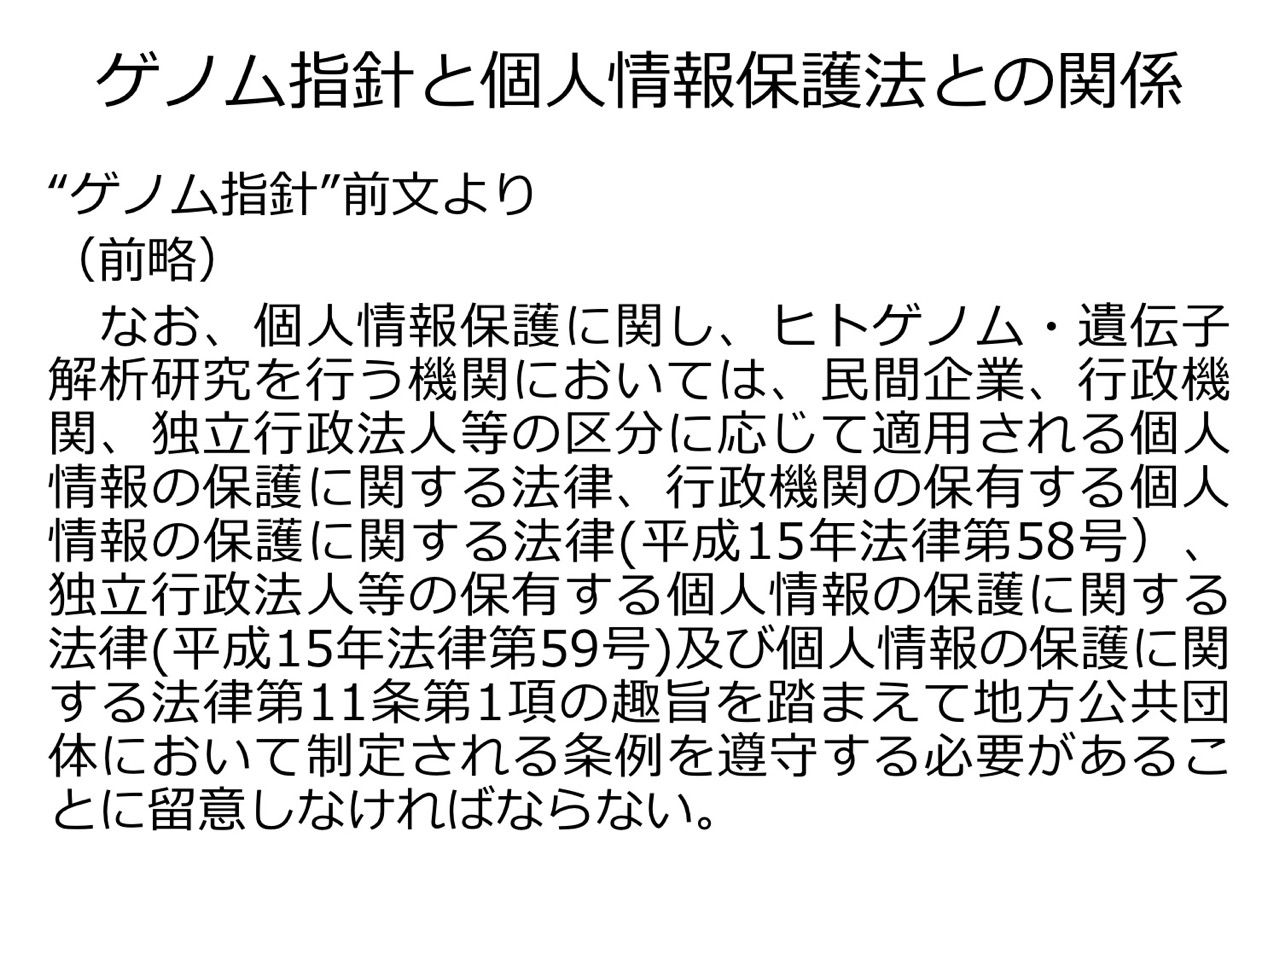 ゲノム指針と個人情報保護法との関係
“ゲノム指針”前文より
（前略）
　なお、個人情報保護に関し、ヒトゲノム・遺伝子
解析研究を行う機関においては、民間企業、行政機
関、独立行政法人等の区分に応じて適用される個人
情報の保護に関する法律、行政機関の保有する個人
情報の保護に関する法律(平成15年法律第58号）、
独立行政法人等の保有する個人情報の保護に関する
法律(平成15年法律第59号)及び個人情報の保護に関
する法律第11条第1項の趣旨を踏まえて地方公共団
体において制定される条例を遵守する必要があるこ
とに留意しなければならない。